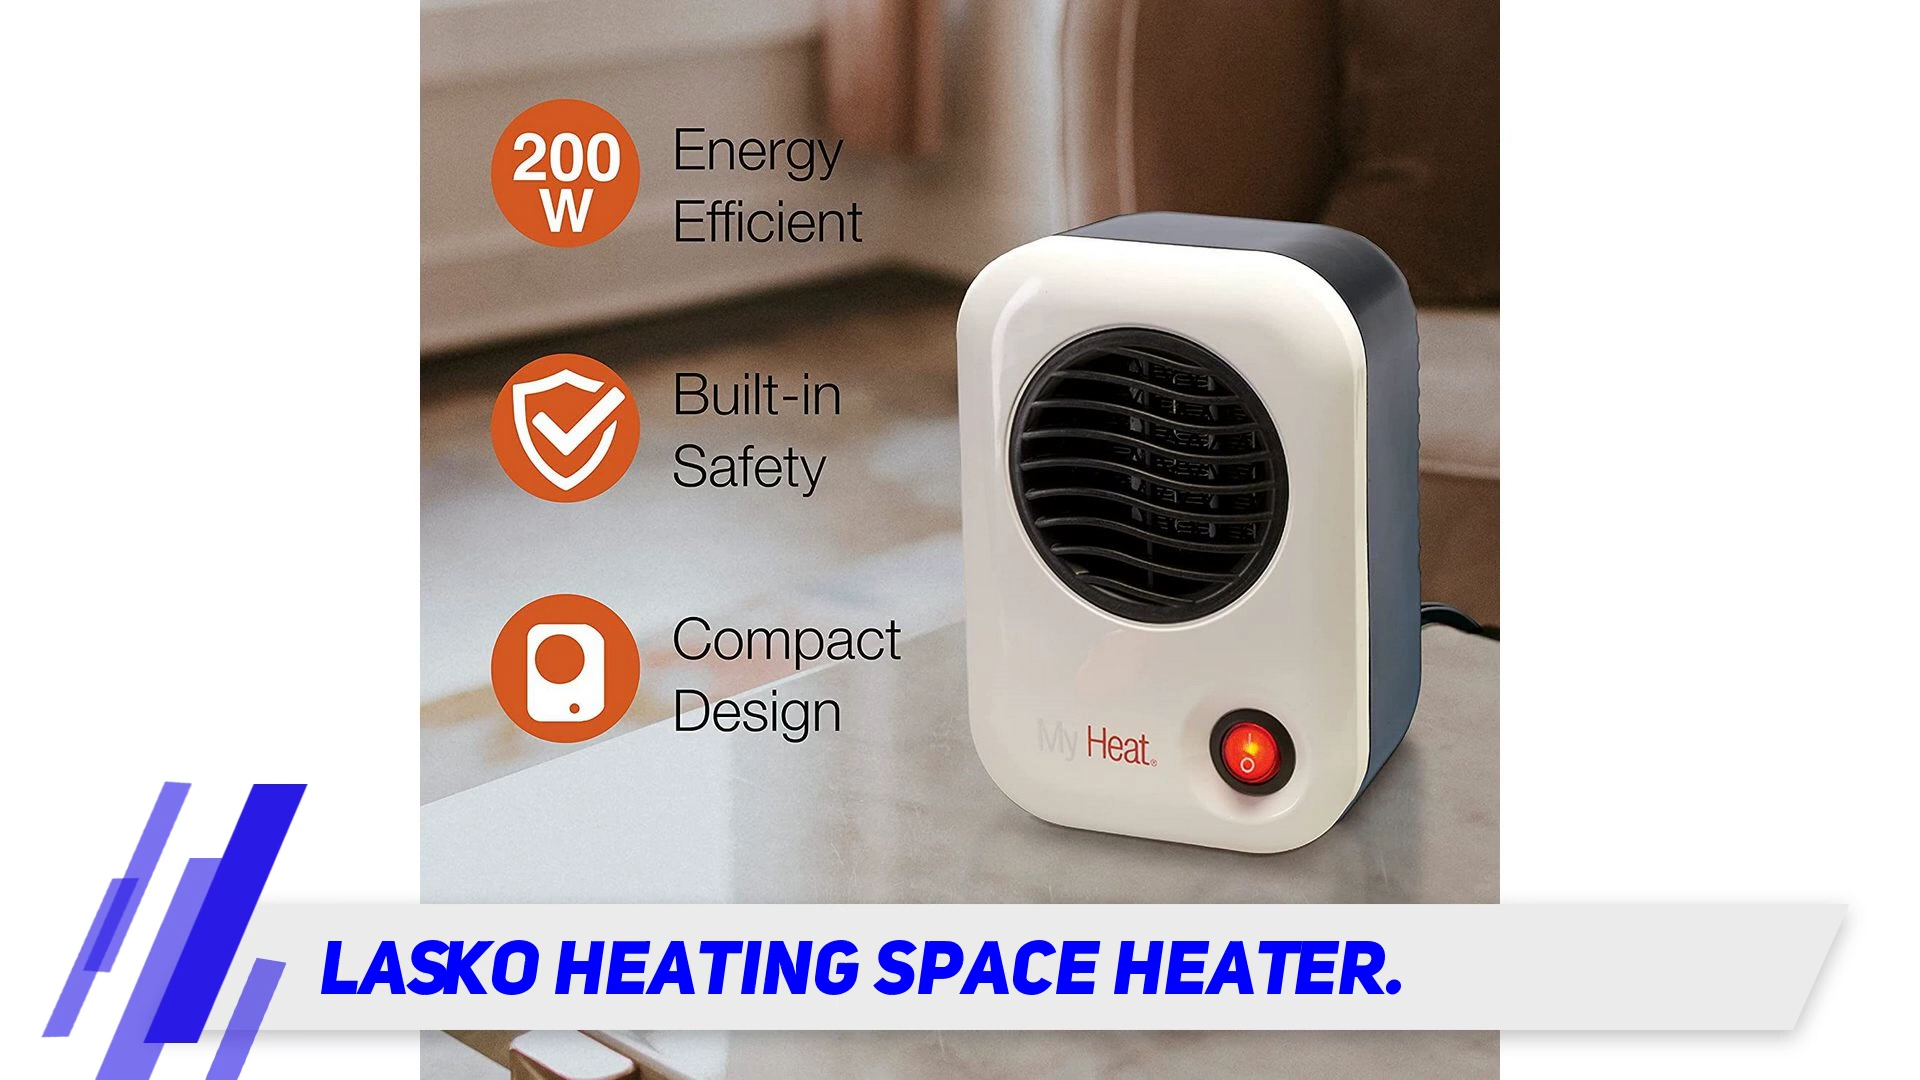 200
W
Energy
Efficient
Built-in
Safety
Compact
Design
My Heat®
LASKO HEATING SPACE HEATER.